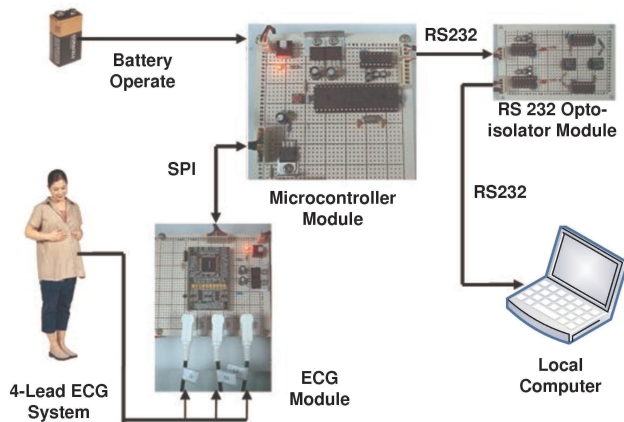 Battery
Operate
RS232
RS 232 Opto-
isolator Module
SPI
Microcontroller
Module
RS232
4-Lead ECG
System
ECG
Module
Local
Computer